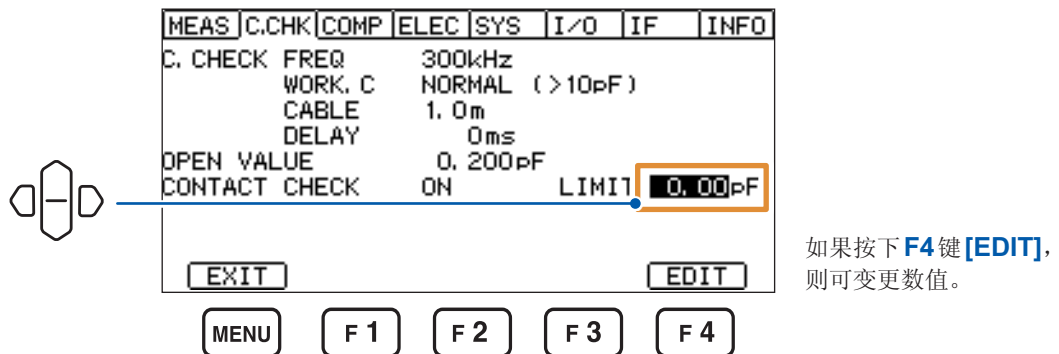 MEAS C.CHK COMP ELEC SYS I/O IF INFO
C. CHECK FREQ 300kHz
WORK. C NORMAL (>10pF)
CABLE 1. 0m
DELAY 0ms
OPEN VALUE 0. 200pF
CONTACT CHECK ON LIMIT 0. 00pF
EXIT EDIT
如果按下F4键[EDIT],
则可变更数值。
MENU F 1 F 2 F 3 F 4